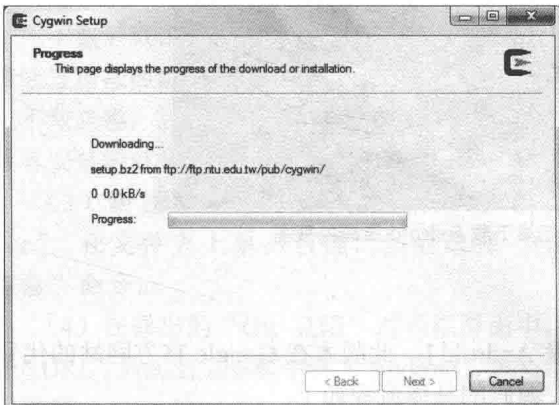 Cygwin Setup
Progress
This page displays the progress of the download or installation.
Downloading...
setup.bz2 from ftp://ftp.ntu.edu.tw/pub/cygwin/
0 0.0 kB/s
Progress:
< Back
Next >
Cancel